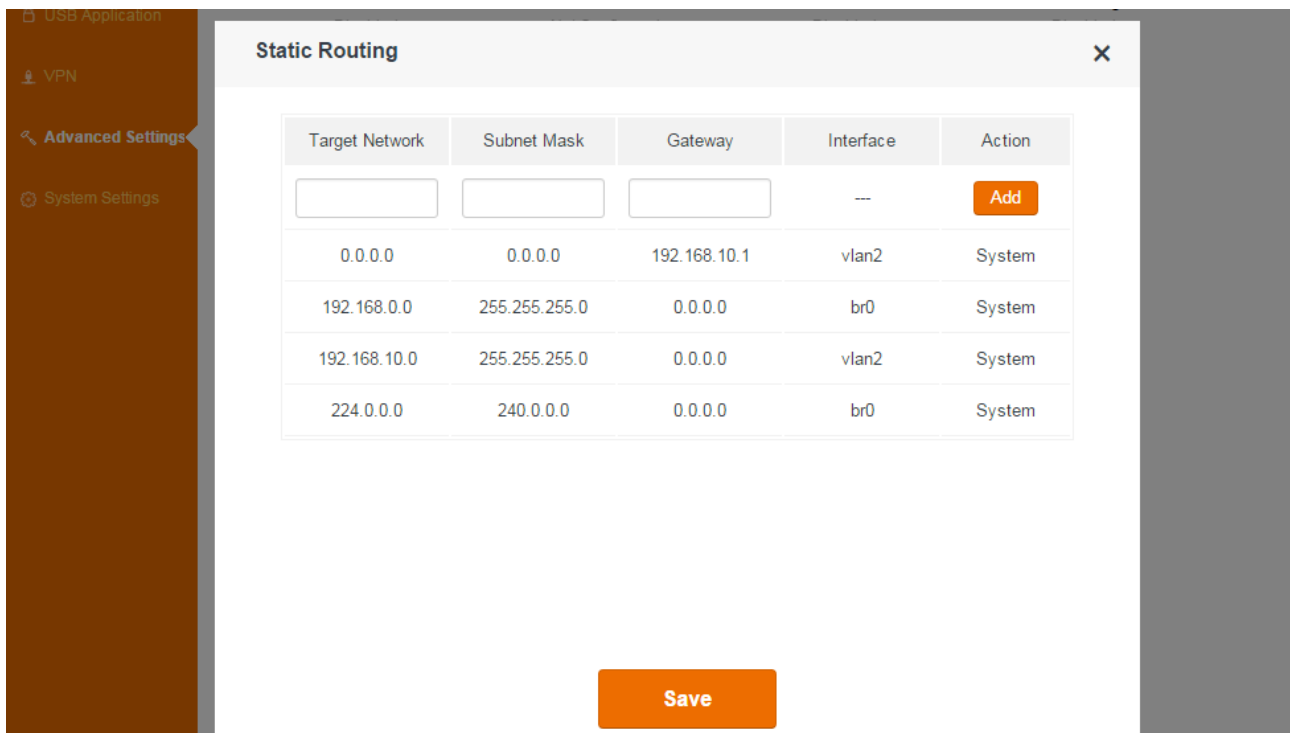 USB Application
Static Routing
×
VPN
Advanced Settings
Target Network Subnet Mask Gateway Interface Action
System Settings
--- Add
0.0.0.0 0.0.0.0 192.168.10.1 vlan2 System
192.168.0.0 255.255.255.0 0.0.0.0 br0 System
192.168.10.0 255.255.255.0 0.0.0.0 vlan2 System
224.0.0.0 240.0.0.0 0.0.0.0 br0 System
Save